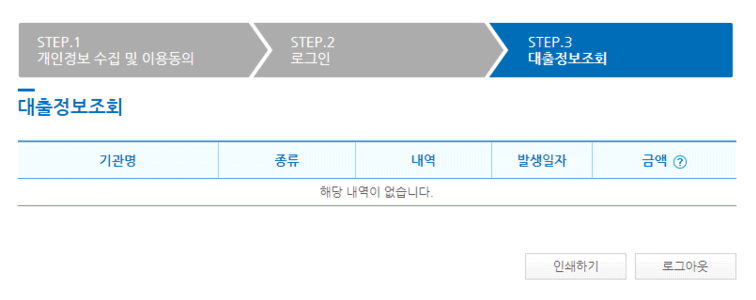 STEP.1
개인정보 수집 및 이용동의
STEP.2
로그인
STEP.3
대출정보조회
대출정보조회
기관명 종류 내역 발생일자 금액 ?
해당 내역이 없습니다.
인쇄하기 로그아웃